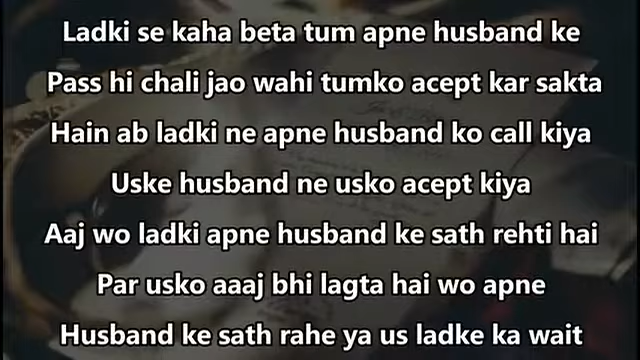 Ladki se kaha beta tum apne husband ke
Pass hi chali jao wahi tumko acept kar sakta
Hain ab ladki ne apne husband ko call kiya
Uske husband ne usko acept kiya
Aaj wo ladki apne husband ke sath rehti hai
Par usko aaaj bhi lagta hai wo apne
Husband ke sath rahe ya us ladke ka wait